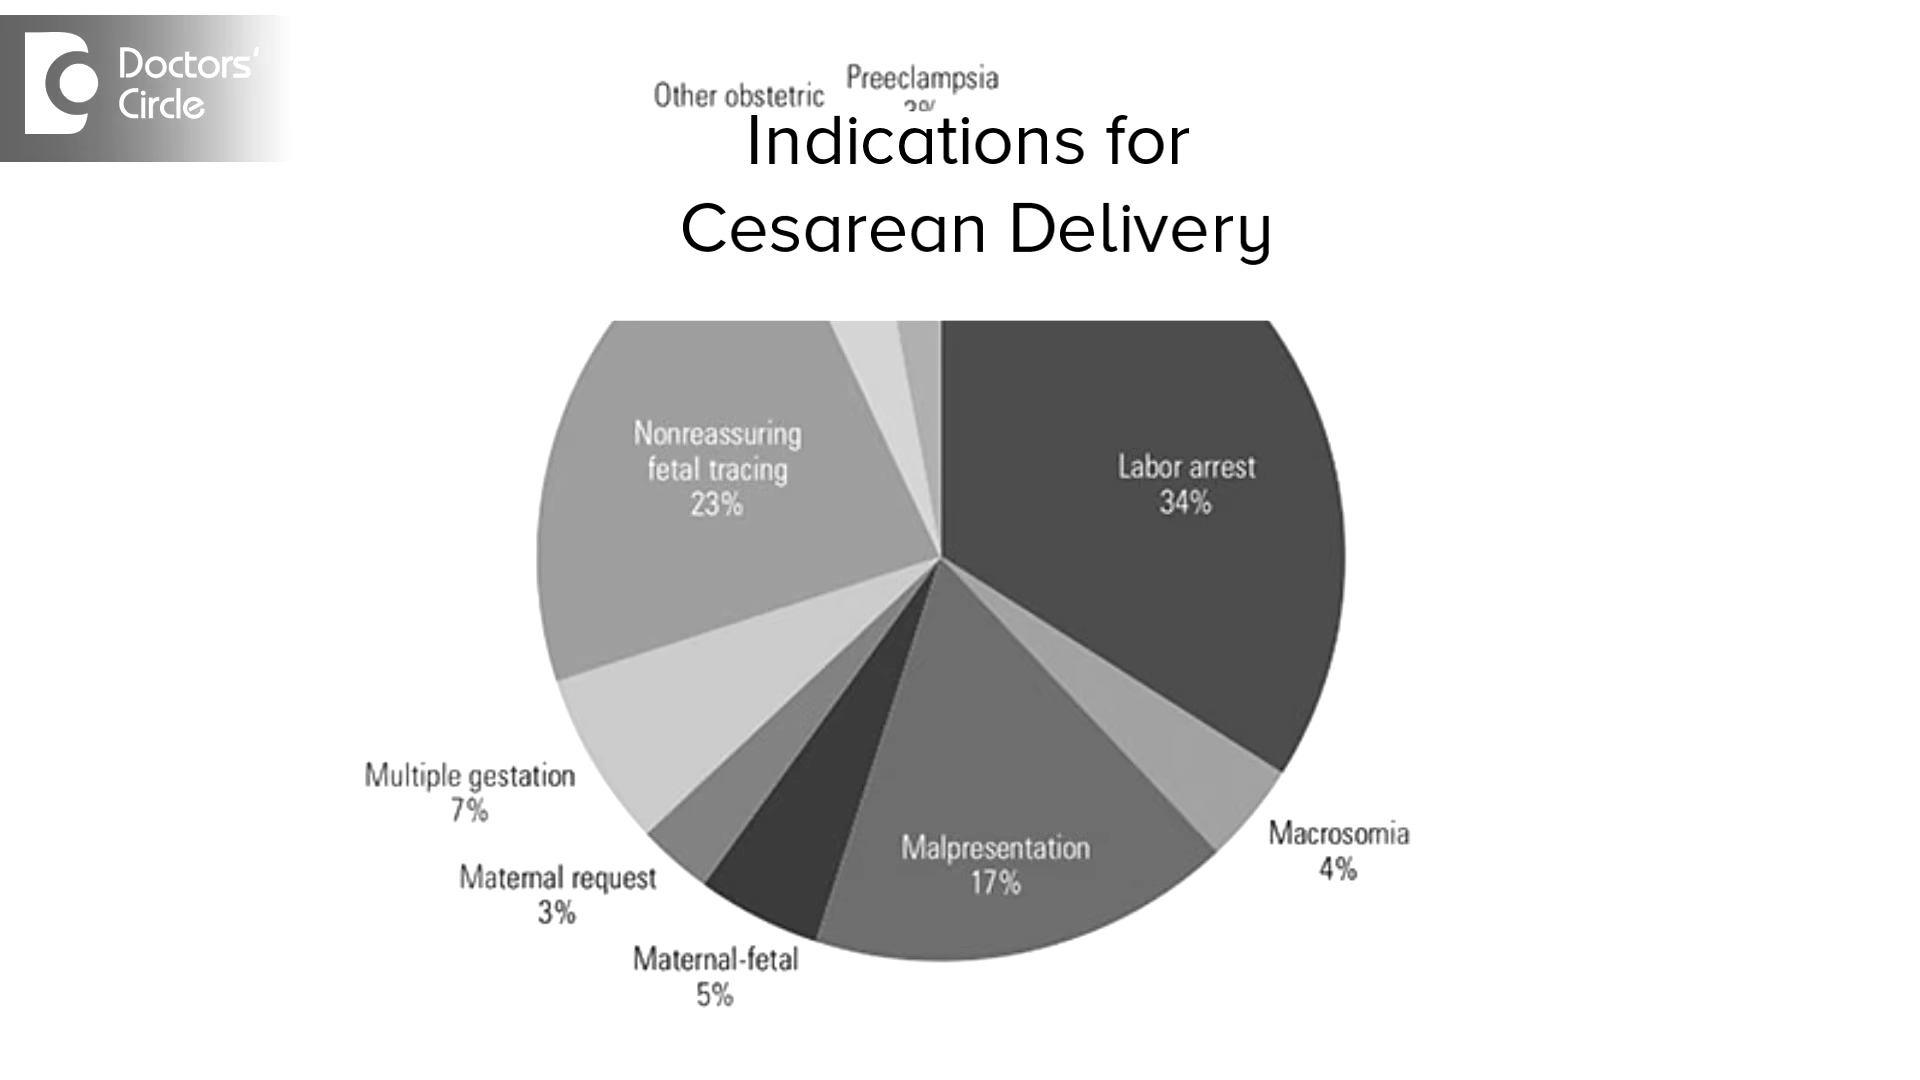 Doctors'
Circle
Preeclampsia
Other obstetric
Indications for
Cesarean Delivery
Nonreassuring
fetal tracing
23%
Labor arrest
34%
Multiple gestation
7%
Malpresentation
17%
Macrosomia
4%
Maternal request
3%
Maternal-fetal
5%